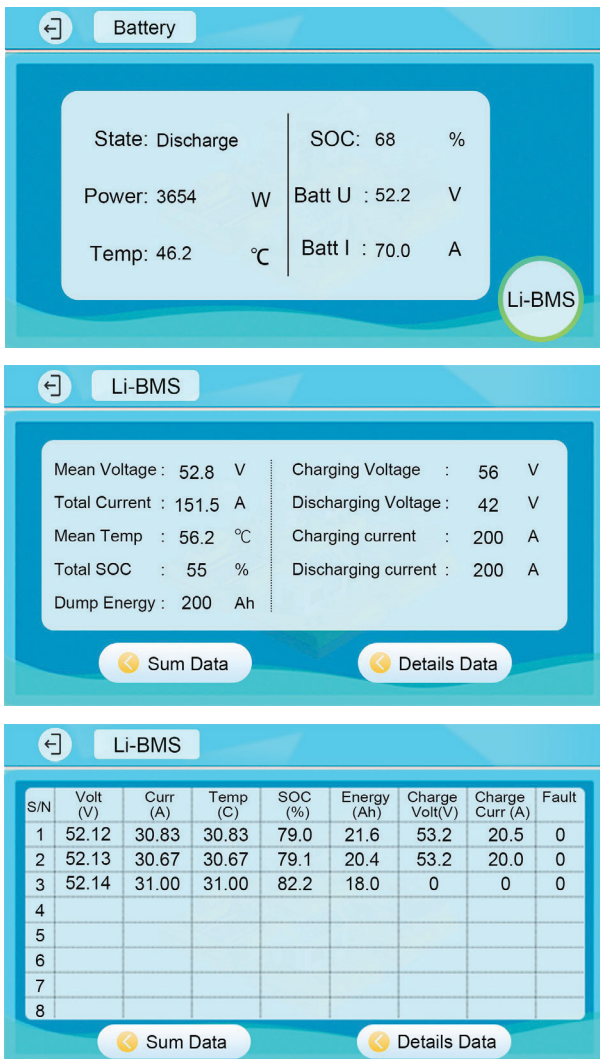 Battery
State: Discharge
SOC: 68 %
Power: 3654 W
Batt U : 52.2 V
Temp: 46.2 ℃
Batt I : 70.0 A
Li-BMS
Li-BMS
Mean Voltage : 52.8 V
Charging Voltage : 56 V
Total Current : 151.5 A
Discharging Voltage : 42 V
Mean Temp : 56.2 ℃
Charging current : 200 A
Total SOC : 55 %
Discharging current : 200 A
Dump Energy : 200 Ah
Sum Data
Details Data
Li-BMS
S/N Volt (V) Curr (A) Temp (C) SOC (%) Energy (Ah) Charge Volt(V) Charge Curr (A) Fault
1 52.12 30.83 30.83 79.0 21.6 53.2 20.5 0
2 52.13 30.67 30.67 79.1 20.4 53.2 20.0 0
3 52.14 31.00 31.00 82.2 18.0 0 0 0
4
5
6
7
8
Sum Data
Details Data